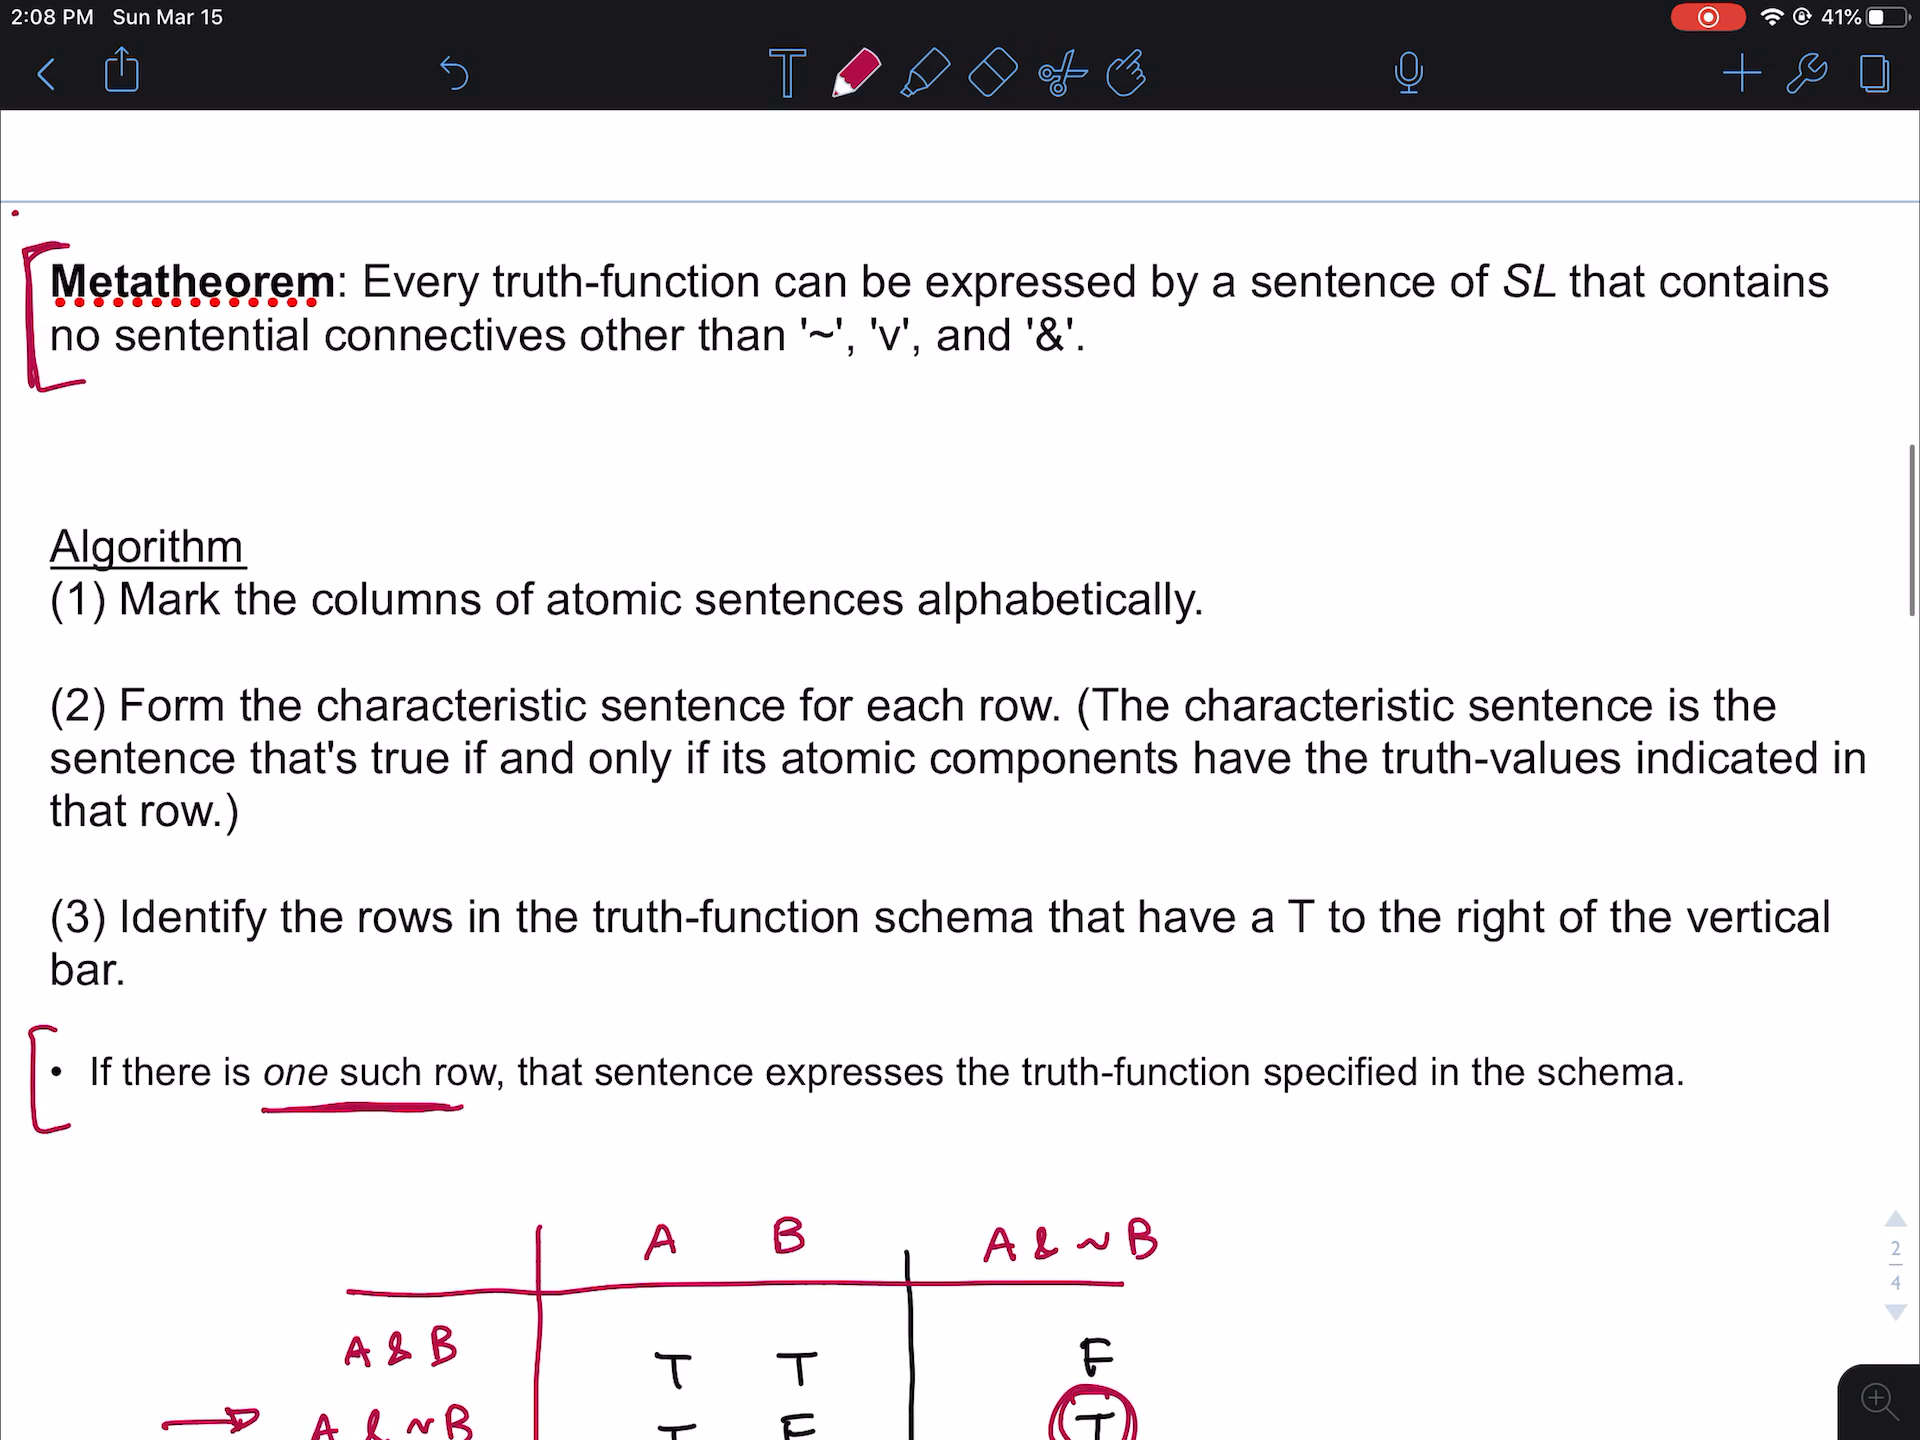 2:08 PM Sun Mar 15 41%
Metatheorem: Every truth-function can be expressed by a sentence of SL that contains
no sentential connectives other than '~', 'v', and '&'.
Algorithm
(1) Mark the columns of atomic sentences alphabetically.
(2) Form the characteristic sentence for each row. (The characteristic sentence is the
sentence that's true if and only if its atomic components have the truth-values indicated in
that row.)
(3) Identify the rows in the truth-function schema that have a T to the right of the vertical
bar.
• If there is one such row, that sentence expresses the truth-function specified in the schema.
A B A & ~ B
A & B T T F
A & ~ B T F T
2
4